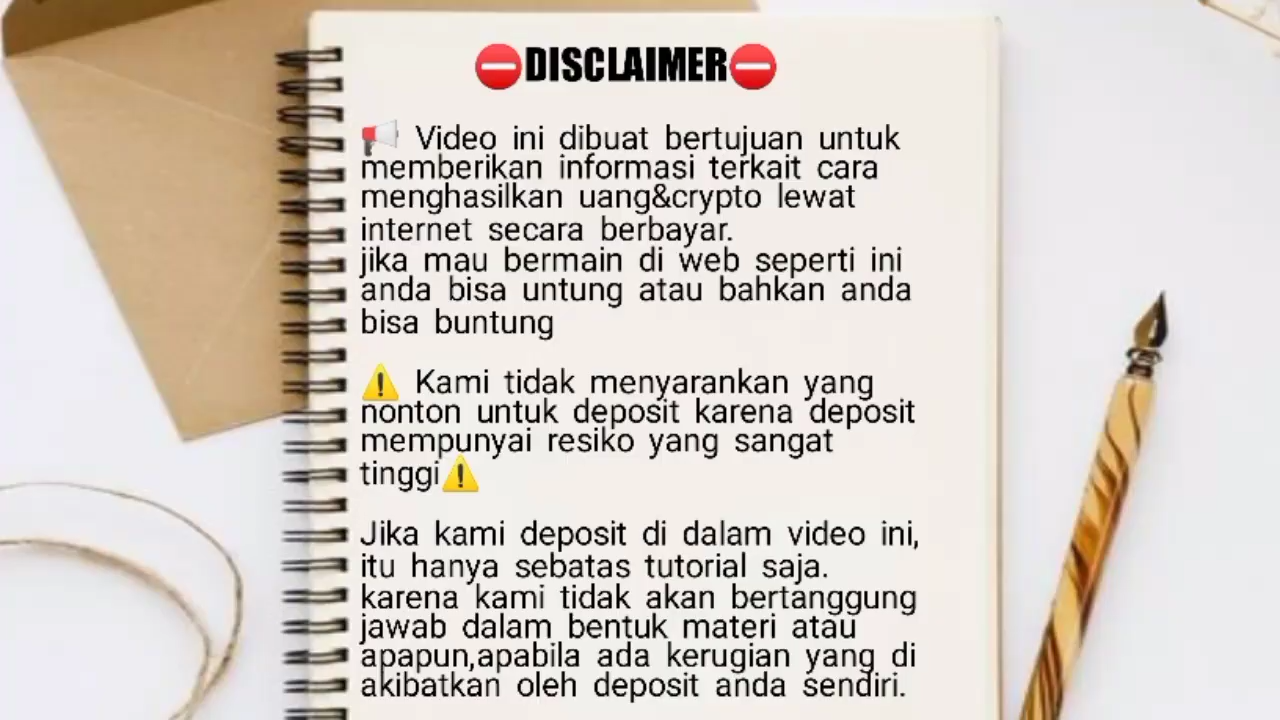 ⛔DISCLAIMER⛔
📢 Video ini dibuat bertujuan untuk
memberikan informasi terkait cara
menghasilkan uang&crypto lewat
internet secara berbayar.
jika mau bermain di web seperti ini
anda bisa untung atau bahkan anda
bisa buntung
⚠️ Kami tidak menyarankan yang
nonton untuk deposit karena deposit
mempunyai resiko yang sangat
tinggi⚠️
Jika kami deposit di dalam video ini,
itu hanya sebatas tutorial saja.
karena kami tidak akan bertanggung
jawab dalam bentuk materi atau
apapun,apabila ada kerugian yang di
akibatkan oleh deposit anda sendiri.